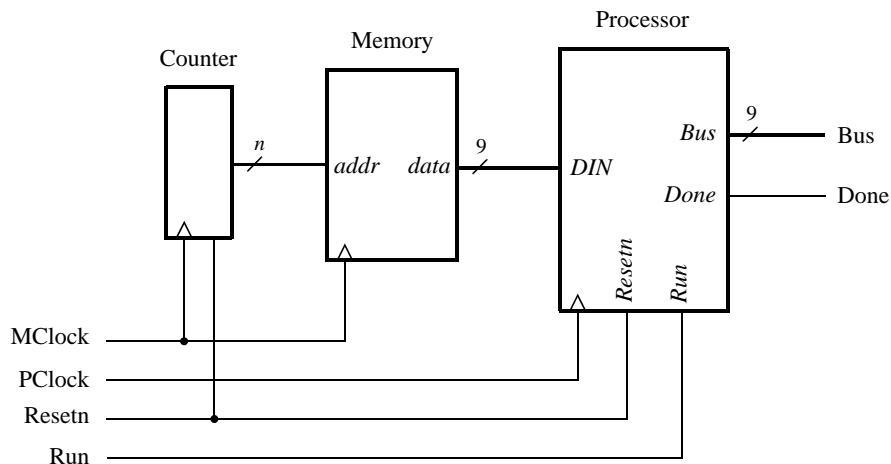 Processor
Memory
Counter
9
Bus
Bus
n
9
addr
data
DIN
Done
Done
Resetn
Run
MClock
PClock
Resetn
Run